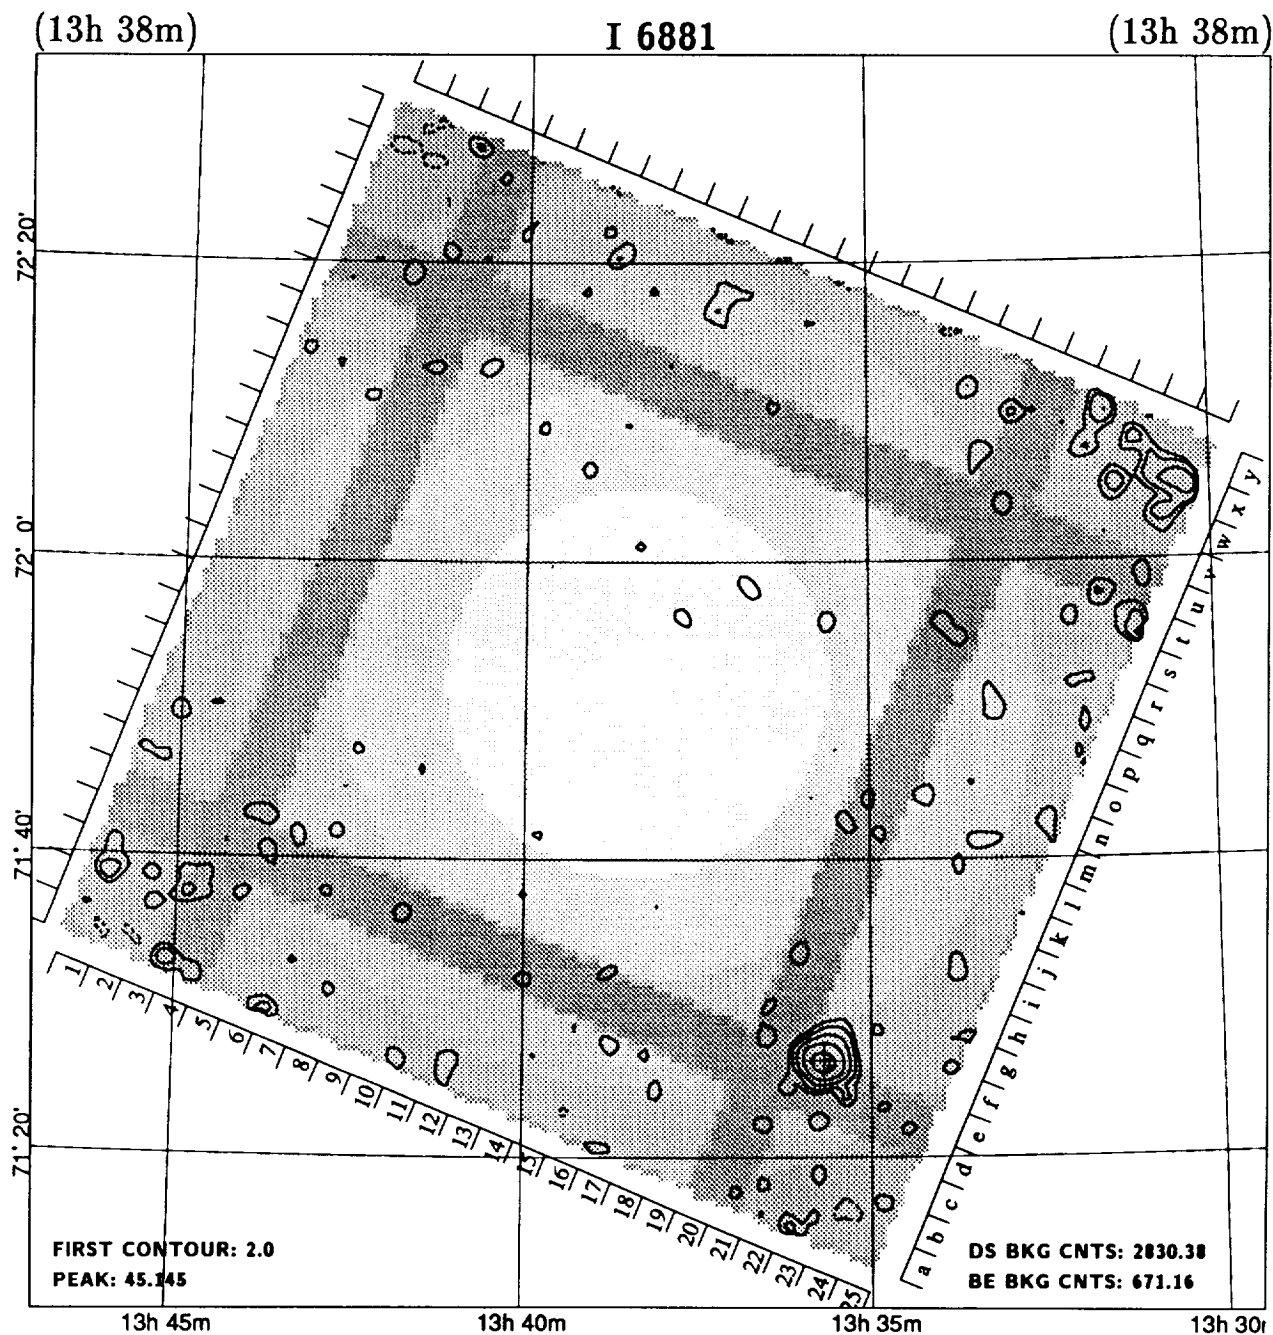 (13h 38m) I 6881 (13h 38m)
72° 20'
72° 0'
71° 40'
71° 20'
1 2 3 4 5 6 7 8 9 10 11 12 13 14 15 16 17 18 19 20 21 22 23 24 25
a b c d e f g h i j k l m n o p q r s t u v w x y
FIRST CONTOUR: 2.0
PEAK: 45.145
DS BKG CNTS: 2830.38
BE BKG CNTS: 671.16
13h 45m 13h 40m 13h 35m 13h 30